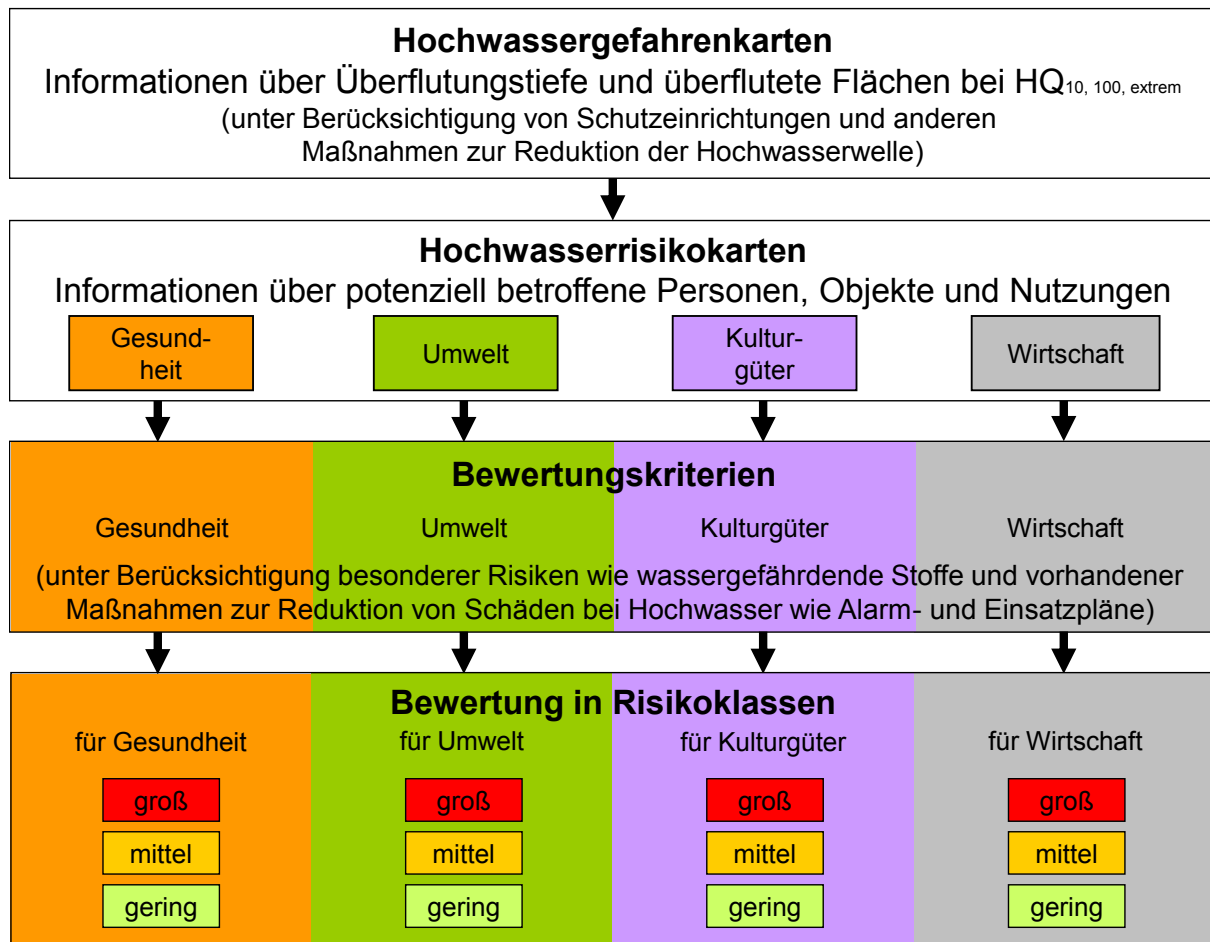 Hochwassergefahrenkarten
Informationen über Überflutungstiefe und überflutete Flächen bei HQ10, 100, extrem
(unter Berücksichtigung von Schutzeinrichtungen und anderen
Maßnahmen zur Reduktion der Hochwasserwelle)
Hochwasserrisikokarten
Informationen über potenziell betroffene Personen, Objekte und Nutzungen
Gesund-
heit
Umwelt
Kultur-
güter
Wirtschaft
Bewertungskriterien
Gesundheit
Umwelt
Kulturgüter
Wirtschaft
(unter Berücksichtigung besonderer Risiken wie wassergefährdende Stoffe und vorhandener
Maßnahmen zur Reduktion von Schäden bei Hochwasser wie Alarm- und Einsatzpläne)
Bewertung in Risikoklassen
für Gesundheit
für Umwelt
für Kulturgüter
für Wirtschaft
groß
groß
groß
groß
mittel
mittel
mittel
mittel
gering
gering
gering
gering